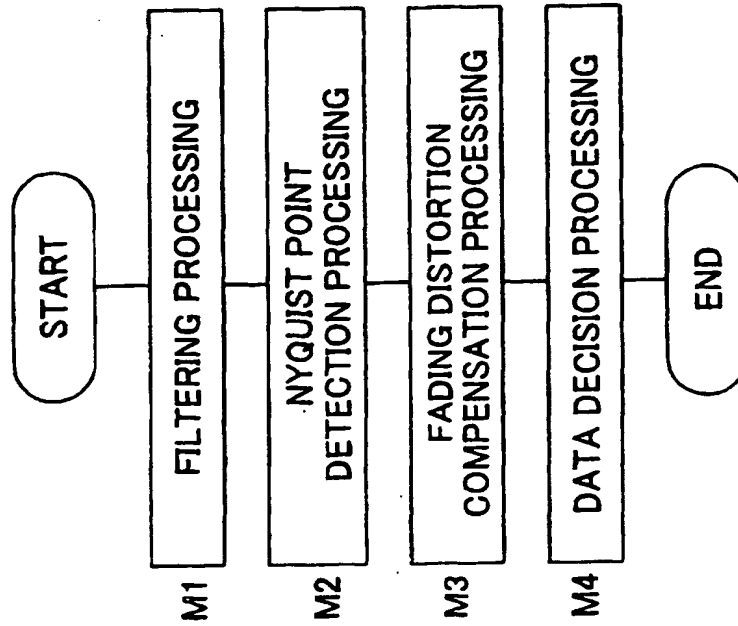 START
M1
FILTERING PROCESSING
M2
NYQUIST POINT
DETECTION PROCESSING
M3
FADING DISTORTION
COMPENSATION PROCESSING
M4
DATA DECISION PROCESSING
END